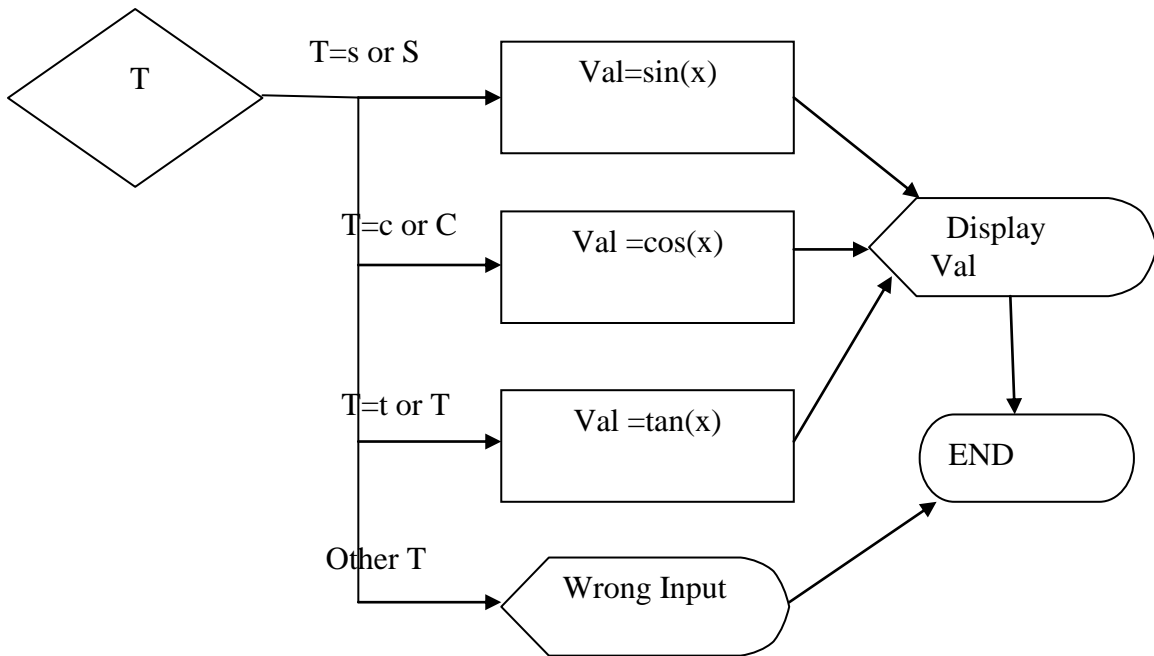 T
T=s or S
Val=sin(x)
T=c or C
Val =cos(x)
Display
Val
T=t or T
Val =tan(x)
END
Other T
Wrong Input